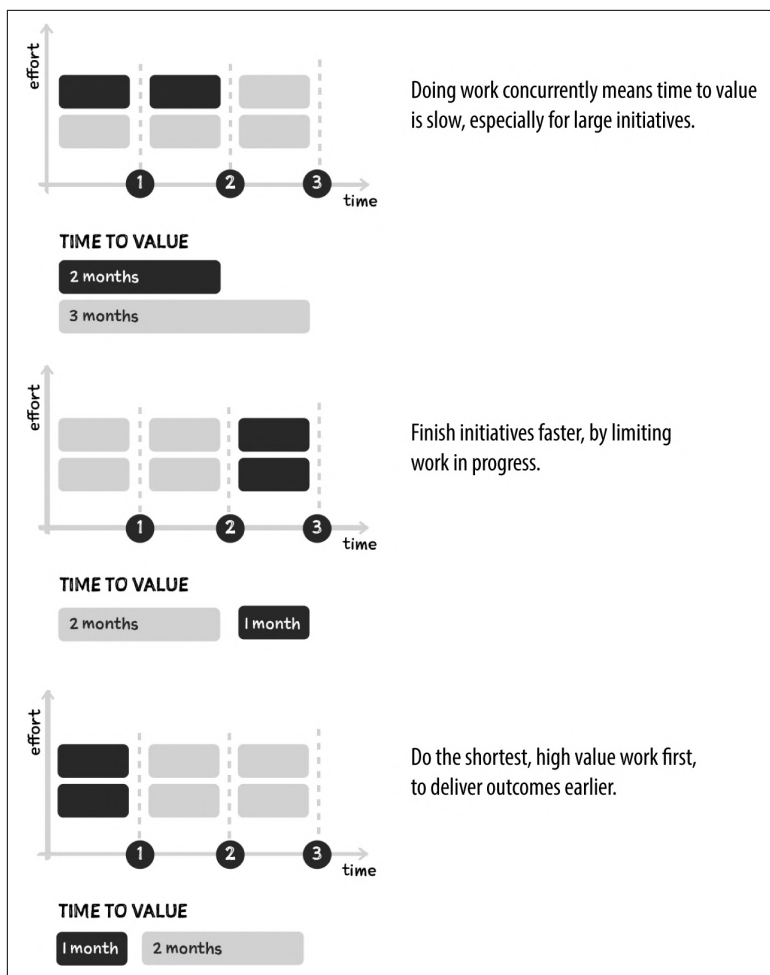 effort
Doing work concurrently means time to value
is slow, especially for large initiatives.
1 2 3
time
TIME TO VALUE
2 months
3 months
effort
Finish initiatives faster, by limiting
work in progress.
1 2 3
time
TIME TO VALUE
2 months 1 month
effort
Do the shortest, high value work first,
to deliver outcomes earlier.
1 2 3
time
TIME TO VALUE
1 month 2 months